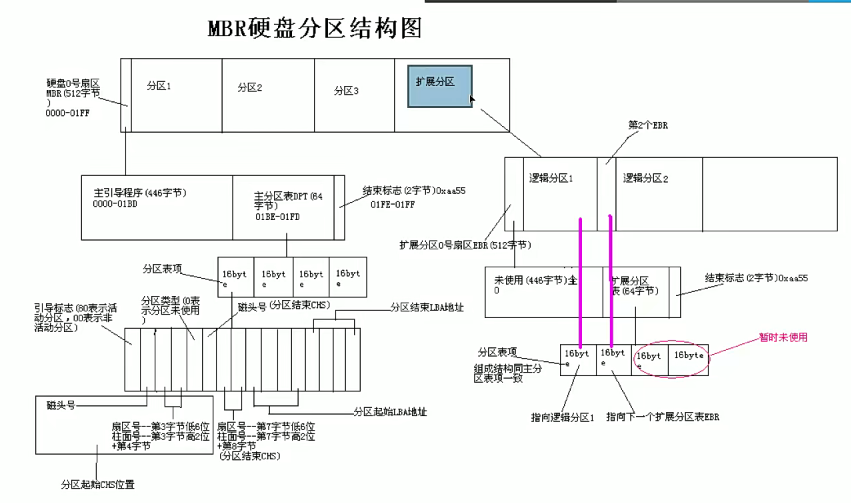 MBR硬盘分区结构图
硬盘0号扇区
MBR(512字节
)
0000-01FF
分区1
分区2
分区3
扩展分区
第2个EBR
逻辑分区1
逻辑分区2
扩展分区0号扇区EBR(512字节)
主引导程序(446字节)
0000-01BD
主分区表DPT(64
字节)
01BE-01FD
结束标志(2字节)0xaa55
01FE-01FF
未使用(446字节)全
0
扩展分区
表(64字节)
结束标志(2字节)0xaa55
分区表项
16byt
e
16byt
e
16byt
e
16byt
e
引导标志(80表示活
动分区，00表示非
活动分区)
分区类型(0表
示分区未使用
)
磁头号
(分区结束CHS)
分区结束LBA地址
分区表项
组成结构同主分
区表项一致
16byt
e
16byt
e
16byt
e
16byte
暂时未使用
指向逻辑分区1
指向下一个扩展分区表EBR
磁头号
扇区号--第3字节低6位
柱面号--第3字节高2位
+第4字节
扇区号--第7字节低6位
柱面号--第7字节高2位
+第8字节
(分区结束CHS)
分区起始LBA地址
分区起始CHS位置